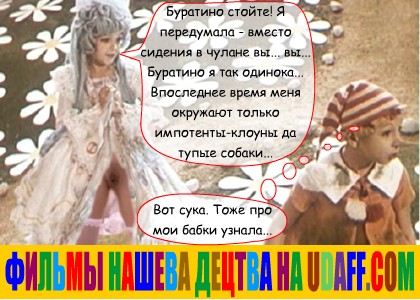 Буратино стойте! Я
передумала - вместо
сидения в чулане вы... вы...
Буратино я так одинока...
Впоследнее время меня
окружают только
импотенты-клоуны да
тупые собаки...
Вот сука. Тоже про
мои бабки узнала...
ФИЛЬМЫ НАШЕВА ДЕЦТВА НА UDAFF.COM